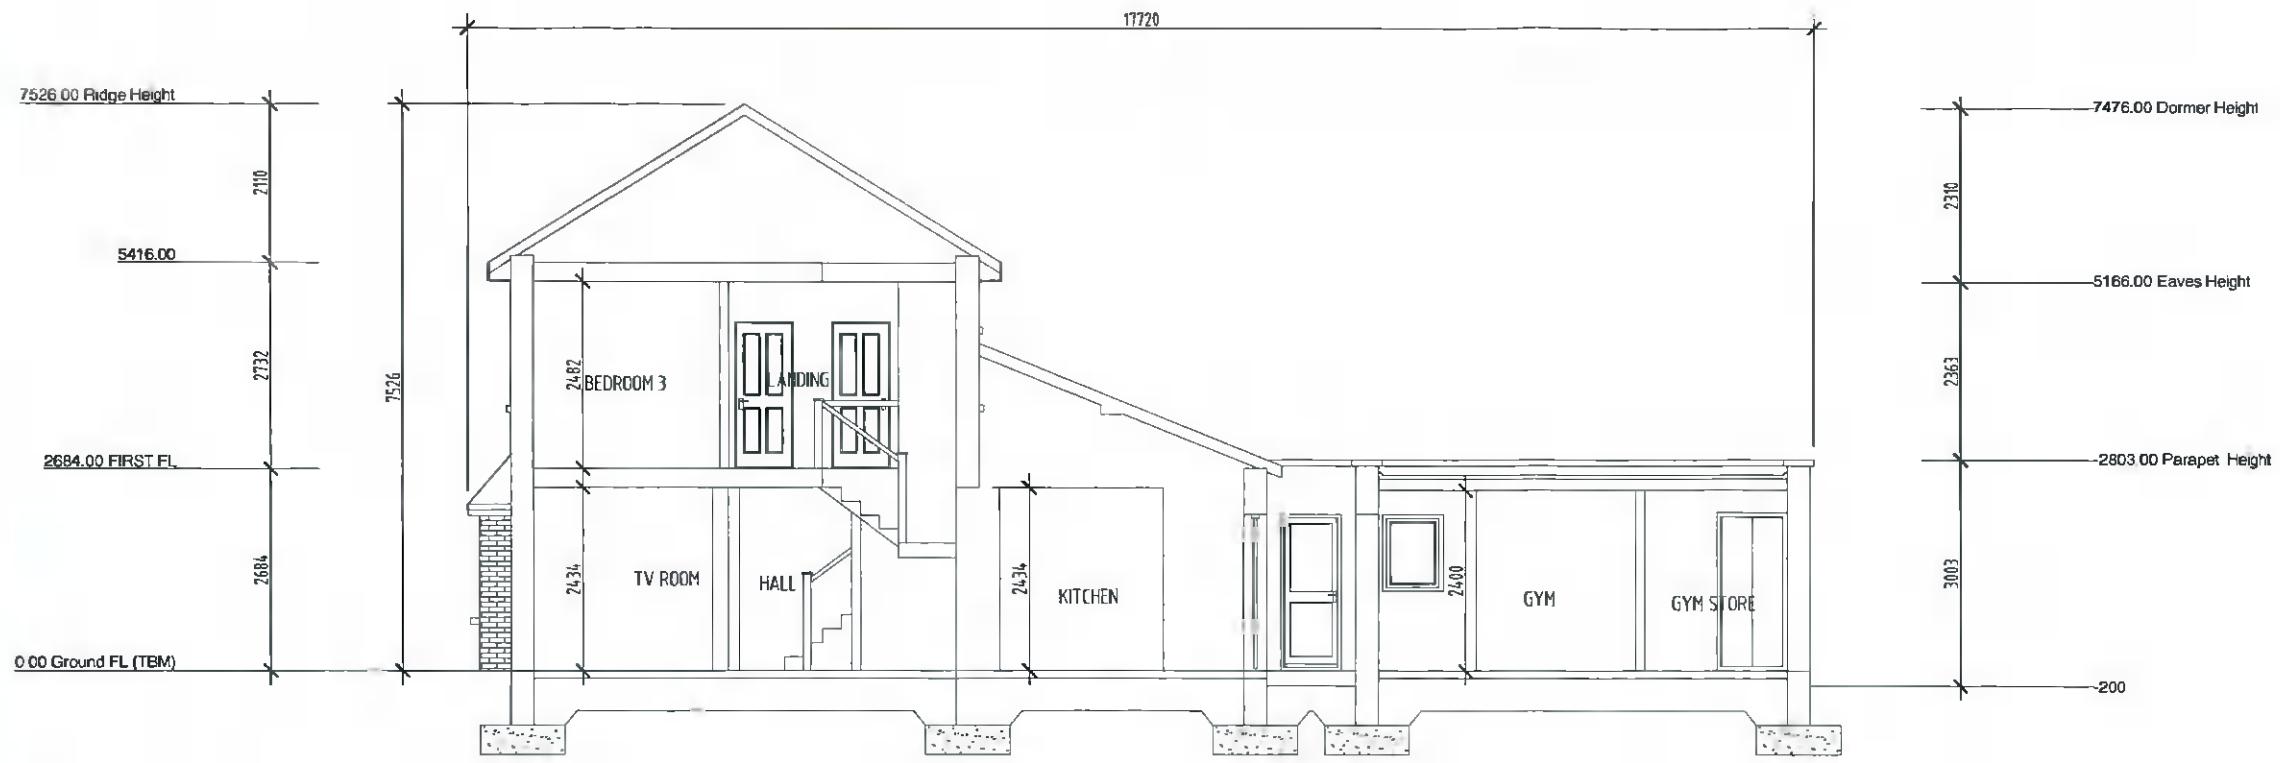 17720
7526.00 Ridge Height
7476.00 Dormer Height
2110
2310
5416.00
5166.00 Eaves Height
2732
7526
2482
BEDROOM 3
LANDING
2363
2684.00 FIRST FL
2803.00 Parapet Height
2684
2434
TV ROOM
HALL
2434
KITCHEN
2400
GYM
GYM STORE
3003
0.00 Ground FL (TBM)
-200